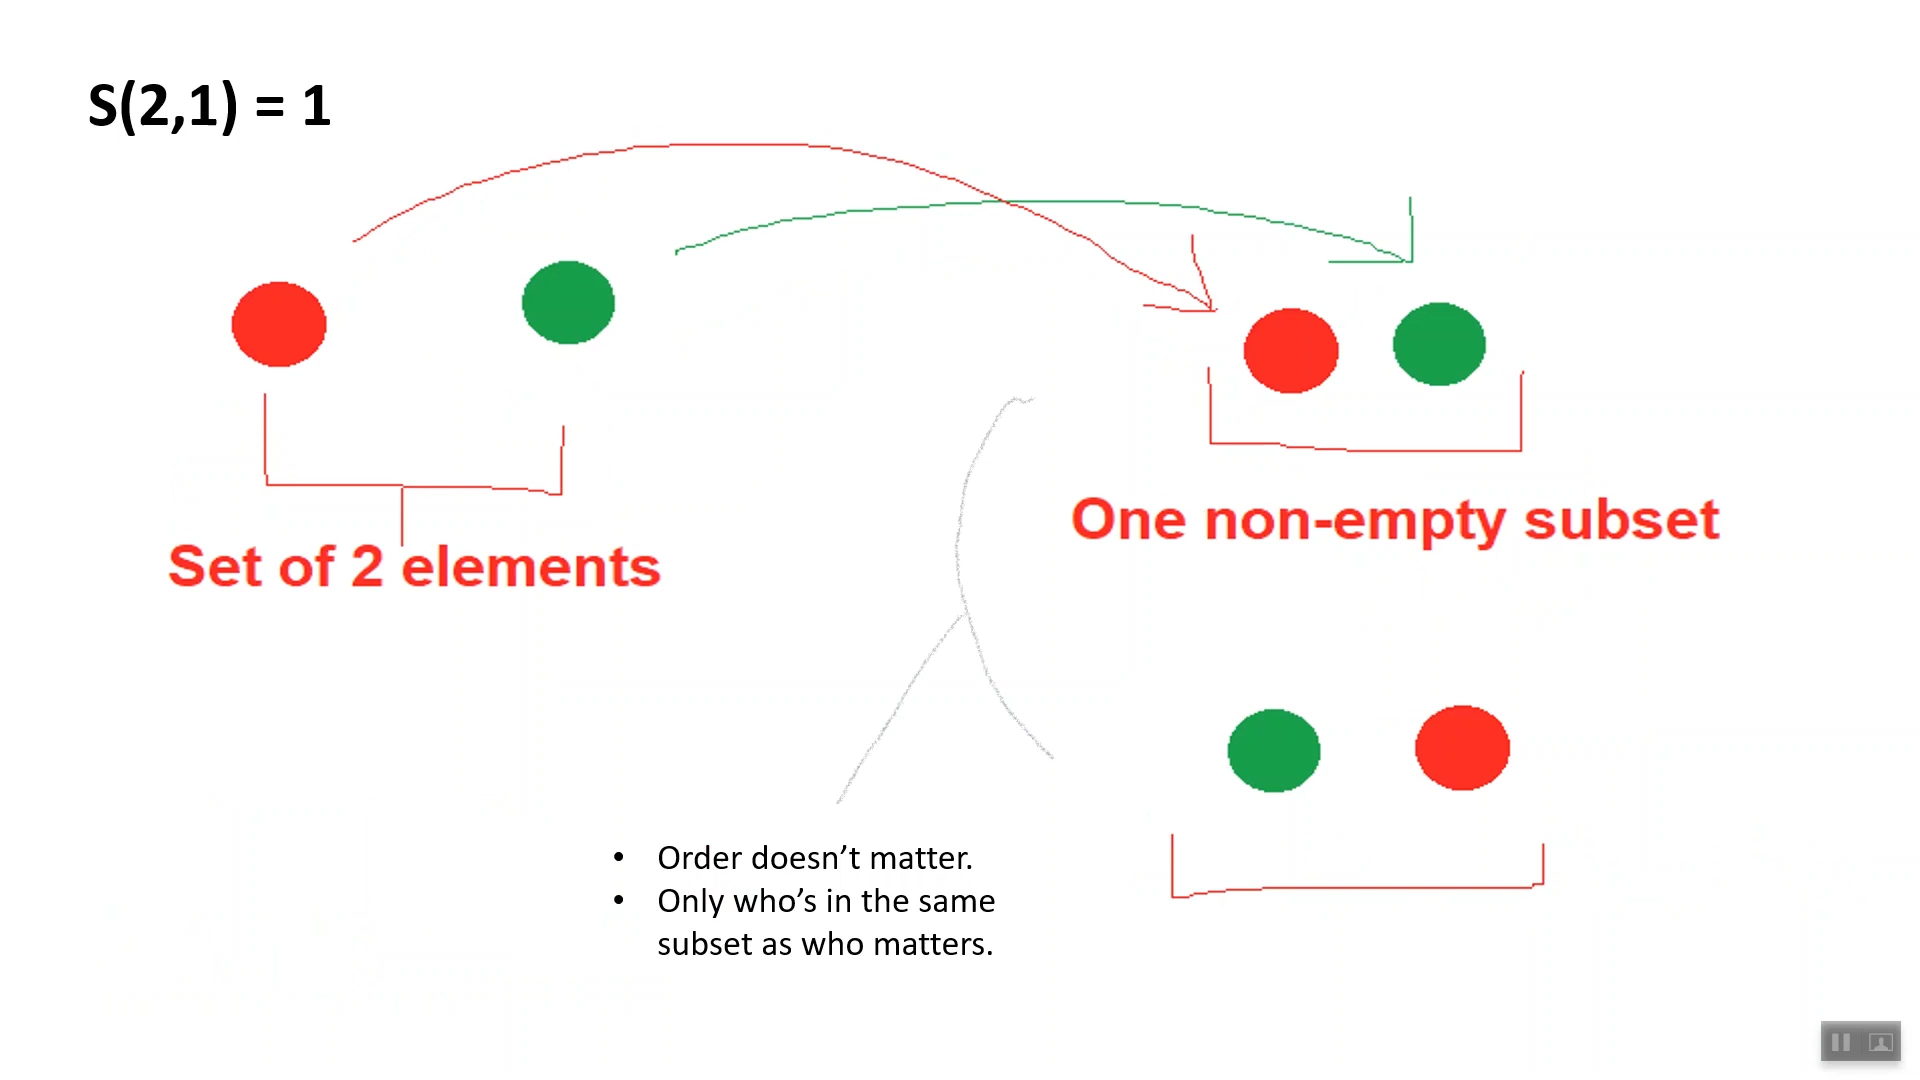 S(2,1) = 1
One non-empty subset
Set of 2 elements
• Order doesn’t matter.
• Only who’s in the same
subset as who matters.